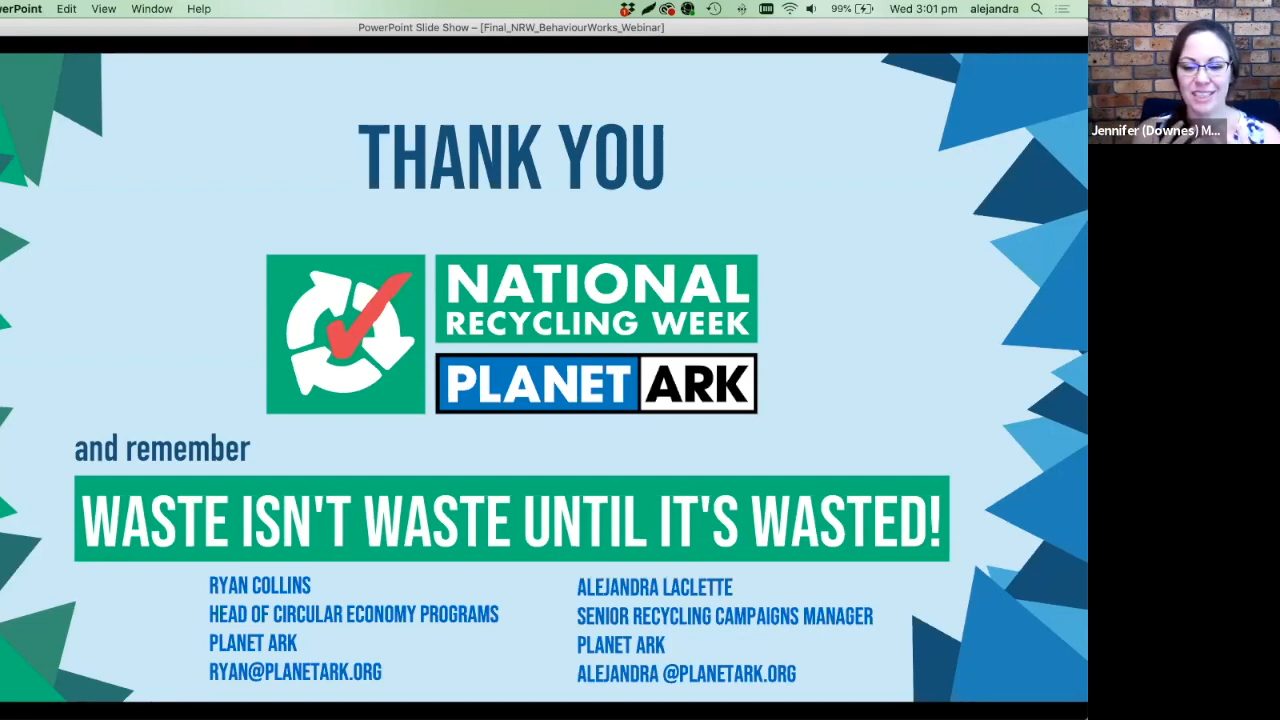 erPoint Edit View Window Help
99% Wed 3:01 pm alejandra
PowerPoint Slide Show – [Final_NRW_BehaviourWorks_Webinar]
THANK YOU
NATIONAL
RECYCLING WEEK
PLANET ARK
and remember
WASTE ISN'T WASTE UNTIL IT'S WASTED!
RYAN COLLINS
HEAD OF CIRCULAR ECONOMY PROGRAMS
PLANET ARK
RYAN@PLANETARK.ORG
ALEJANDRA LACLETTE
SENIOR RECYCLING CAMPAIGNS MANAGER
PLANET ARK
ALEJANDRA @PLANETARK.ORG
Jennifer (Downes) M...